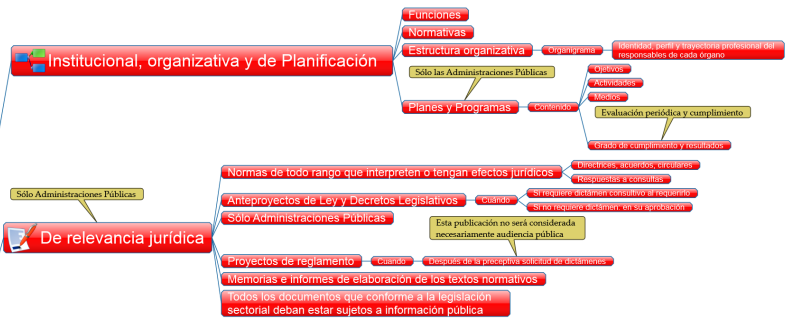 Funciones
Normativas
Institucional, organizativa y de Planificación
Estructura organizativa
Organigrama
Identidad, perfil y trayectoria profesional del
responsables de cada órgano
Sólo las Administraciones Públicas
Planes y Programas
Contenido
Ojetivos
Actividades
Medios
Evaluación periódica y cumplimiento
Grado de cumplimiento y resultados
Sólo Administraciones Públicas
De relevancia jurídica
Normas de todo rango que interpreten o tengan efectos jurídicos
Directrices, acuerdos, circulares
Respuestas a consultas
Anteproyectos de Ley y Decretos Legislativos
Cuándo
Si requiere dictámen consultivo al requerirlo
Si no requiere dictámen: en su aprobación
Sólo Administraciones Públicas
Esta publicación no será considerada
necesariamente audiencia pública
Proyectos de reglamento
Cuando
Después de la preceptiva solicitud de dictámenes
Memorias e informes de elaboración de los textos normativos
Todos los documentos que conforme a la legislación
sectorial deban estar sujetos a información pública